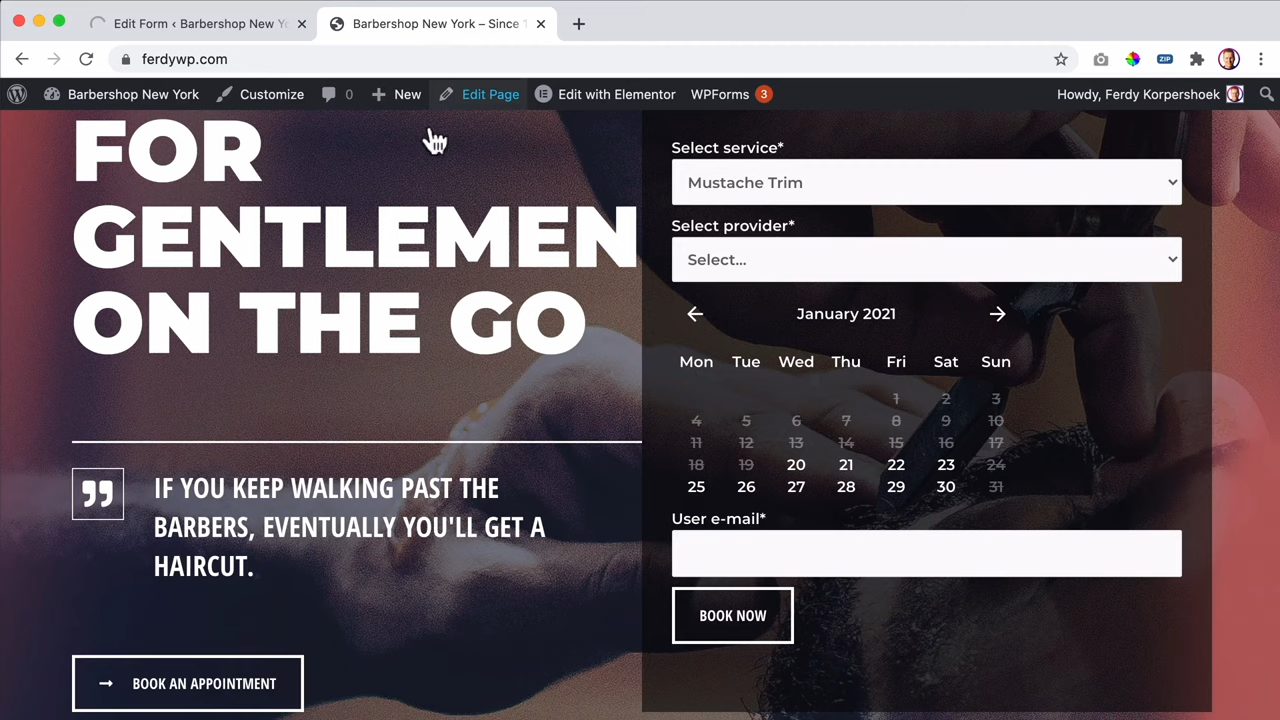 Edit Form ‹ Barbershop New Yo
Barbershop New York – Since 1
ferdywp.com
ZIP
Barbershop New York
Customize
0
New
Edit Page
Edit with Elementor
WPForms 3
Howdy, Ferdy Korpershoek
FOR
GENTLEMEN
ON THE GO
IF YOU KEEP WALKING PAST THE
BARBERS, EVENTUALLY YOU'LL GET A
HAIRCUT.
BOOK AN APPOINTMENT
Select service*
Mustache Trim
Select provider*
Select...
January 2021
Mon Tue Wed Thu Fri Sat Sun
1 2 3
4 5 6 7 8 9 10
11 12 13 14 15 16 17
18 19 20 21 22 23 24
25 26 27 28 29 30 31
User e-mail*
BOOK NOW